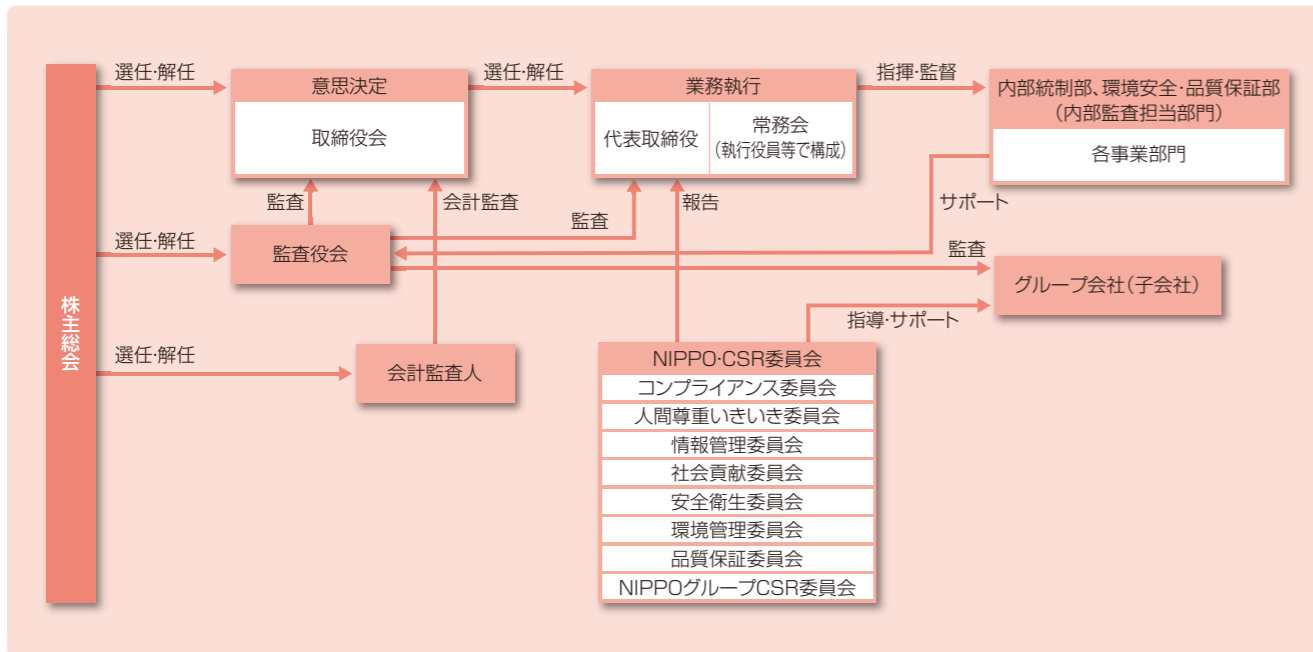 株主総会
選任・解任
意思決定
取締役会
選任・解任
業務執行
代表取締役
常務会
(執行役員等で構成)
指揮・監督
内部統制部、環境安全・品質保証部
(内部監査担当部門)
各事業部門
監査
会計監査
監査
報告
サポート
選任・解任
監査役会
監査
グループ会社(子会社)
指導・サポート
選任・解任
会計監査人
NIPPO・CSR委員会
コンプライアンス委員会
人間尊重いきいき委員会
情報管理委員会
社会貢献委員会
安全衛生委員会
環境管理委員会
品質保証委員会
NIPPOグループCSR委員会